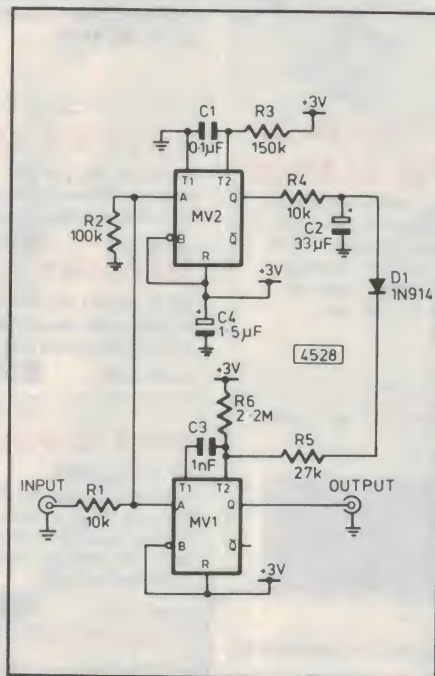 C1
0·1µF
R3
150k
+3V
T1
T2
A
Q
MV2
B
Q̅
R
R2
100k
R4
10k
+
C2
33µF
+3V
+
C4
1·5µF
D1
1N914
4528
+3V
R6
2·2M
C3
1nF
R5
27k
INPUT
R1
10k
T1
T2
A
Q
MV1
B
Q̅
R
OUTPUT
+3V